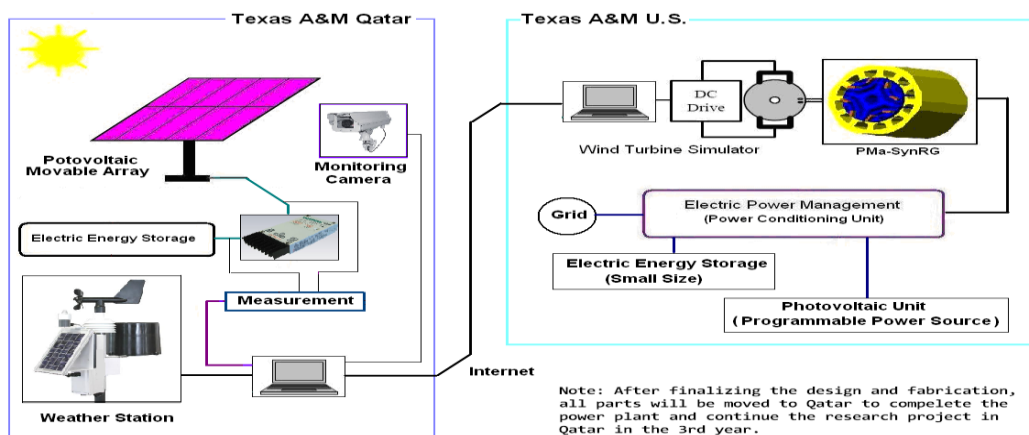 Texas A&M Qatar
Potovoltaic
Movable Array
Monitoring
Camera
Electric Energy Storage
Measurement
Weather Station
Internet
Texas A&M U.S.
DC
Drive
Wind Turbine Simulator
PMa-SynRG
Grid
Electric Power Management
(Power Conditioning Unit)
Electric Energy Storage
(Small Size)
Photovoltaic Unit
(Programmable Power Source)
Note: After finalizing the design and fabrication,
all parts will be moved to Qatar to compelete the
power plant and continue the research project in
Qatar in the 3rd year.